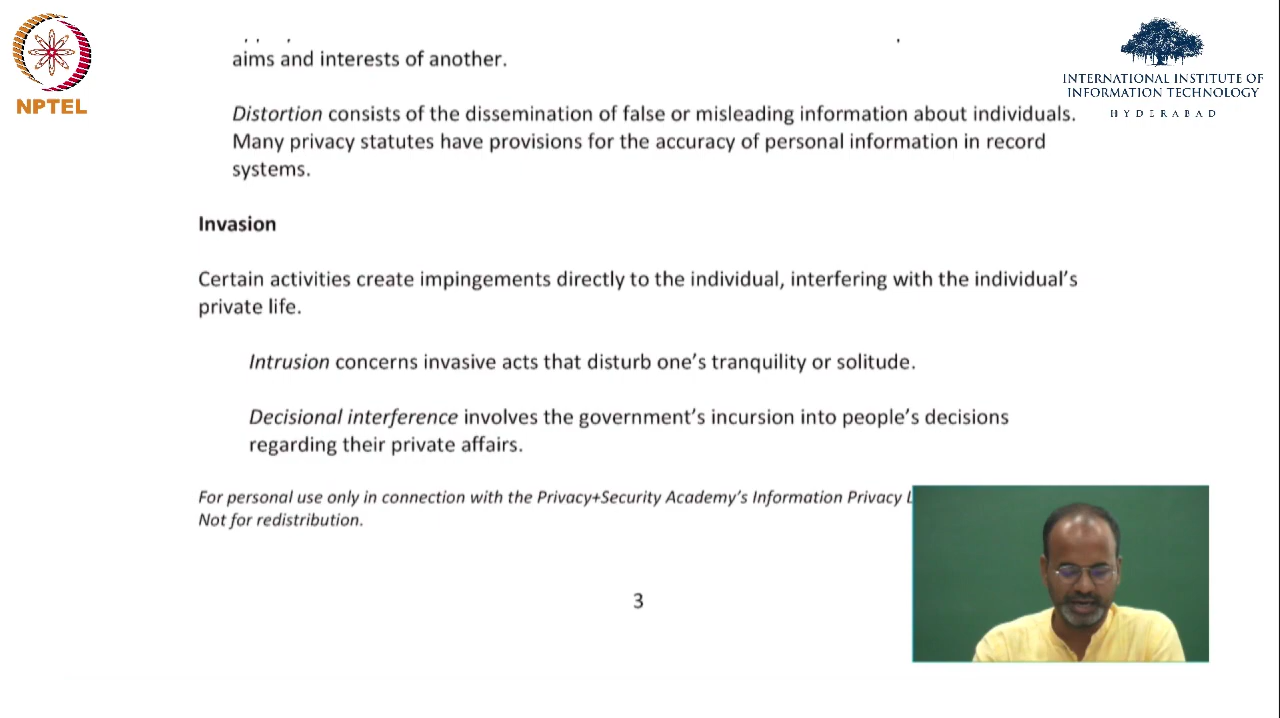 NPTEL
INTERNATIONAL INSTITUTE OF
INFORMATION TECHNOLOGY
HYDERABAD
aims and interests of another.
Distortion consists of the dissemination of false or misleading information about individuals.
Many privacy statutes have provisions for the accuracy of personal information in record
systems.
Invasion
Certain activities create impingements directly to the individual, interfering with the individual's
private life.
Intrusion concerns invasive acts that disturb one's tranquility or solitude.
Decisional interference involves the government's incursion into people's decisions
regarding their private affairs.
For personal use only in connection with the Privacy+Security Academy's Information Privacy
Not for redistribution.
3